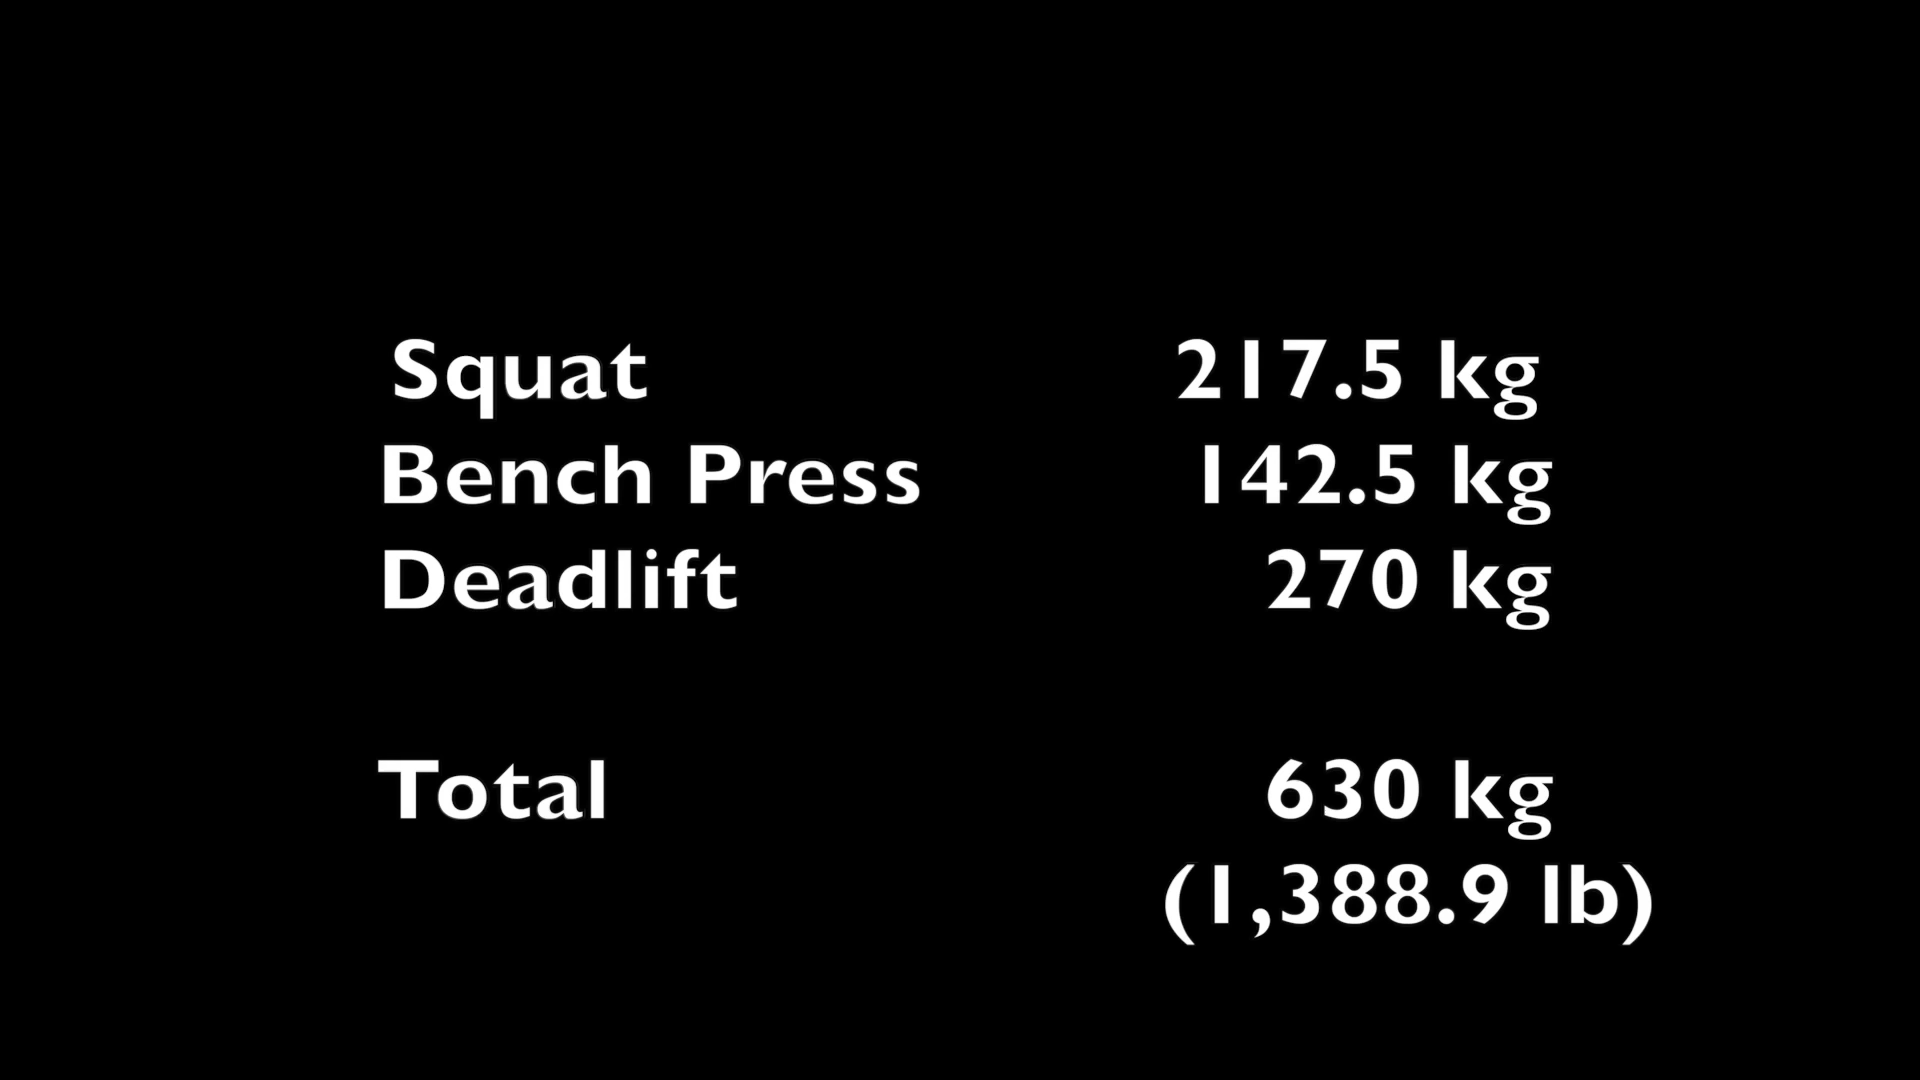 Squat 217.5 kg
Bench Press 142.5 kg
Deadlift 270 kg
Total 630 kg
(1,388.9 lb)